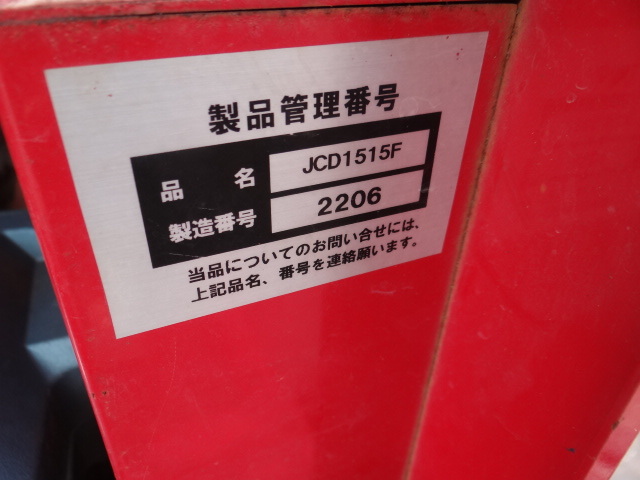 製品管理番号
品名 JCD1515F
製造番号 2206
当品についてのお問い合せには、
上記品名、番号を連絡願います。